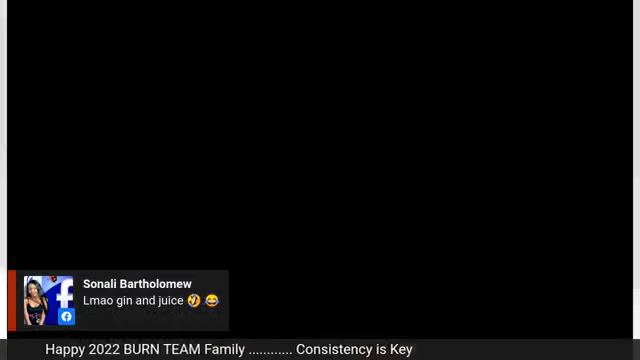 Sonali Bartholomew
Lmao gin and juice 🤣 😂
Happy 2022 BURN TEAM Family ............ Consistency is Key